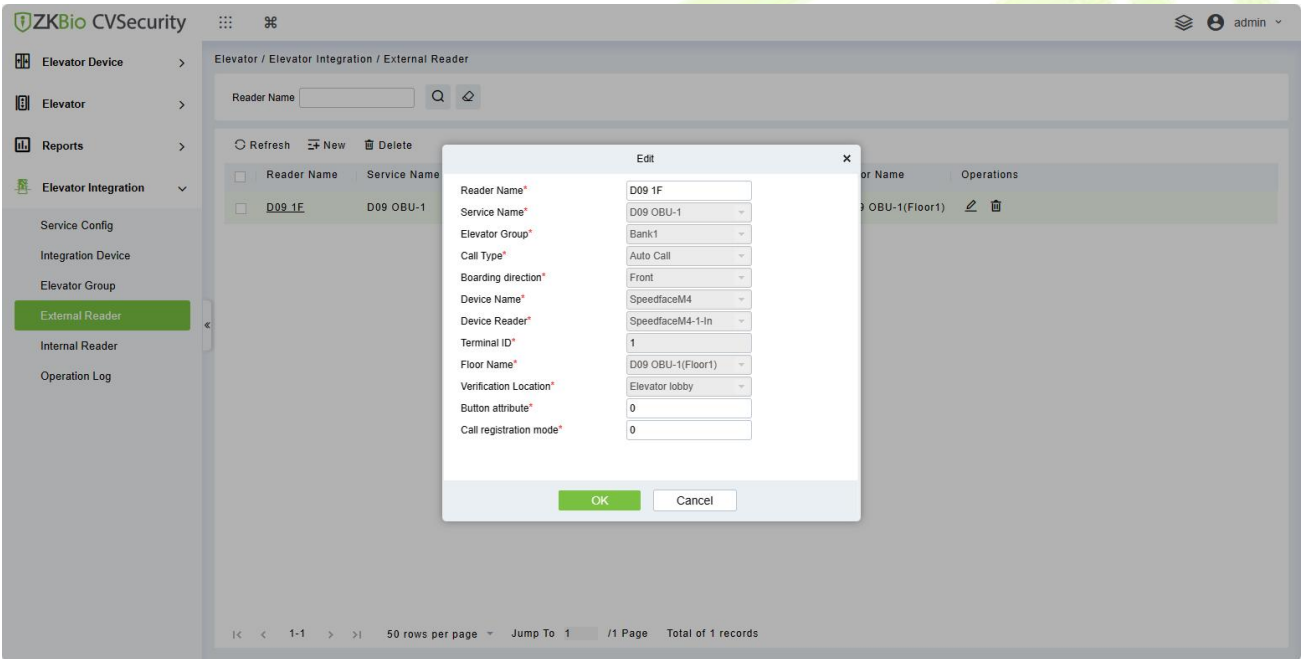 ZKBio CVSecurity
admin
Elevator Device
Elevator
Reports
Elevator Integration
Service Config
Integration Device
Elevator Group
External Reader
Internal Reader
Operation Log
Elevator / Elevator Integration / External Reader
Reader Name
Refresh New Delete
Reader Name Service Name or Name Operations
D09 1F D09 OBU-1 OBU-1(Floor1)
Edit
Reader Name* D09 1F
Service Name* D09 OBU-1
Elevator Group* Bank1
Call Type* Auto Call
Boarding direction* Front
Device Name* SpeedfaceM4
Device Reader* SpeedfaceM4-1-In
Terminal ID* 1
Floor Name* D09 OBU-1(Floor1)
Verification Location* Elevator lobby
Button attribute* 0
Call registration mode* 0
OK Cancel
1-1 50 rows per page Jump To 1 /1 Page Total of 1 records